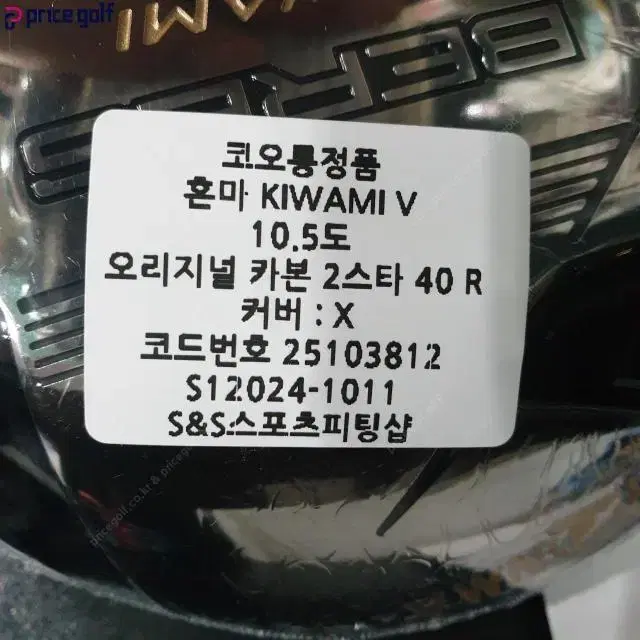 price golf
BERES
코오롱정품
혼마 KIWAMI V
10.5도
오리지널 카본 2스타 40 R
커버 : X
코드번호 25103812
S12024-1011
S&S스포츠피팅샵